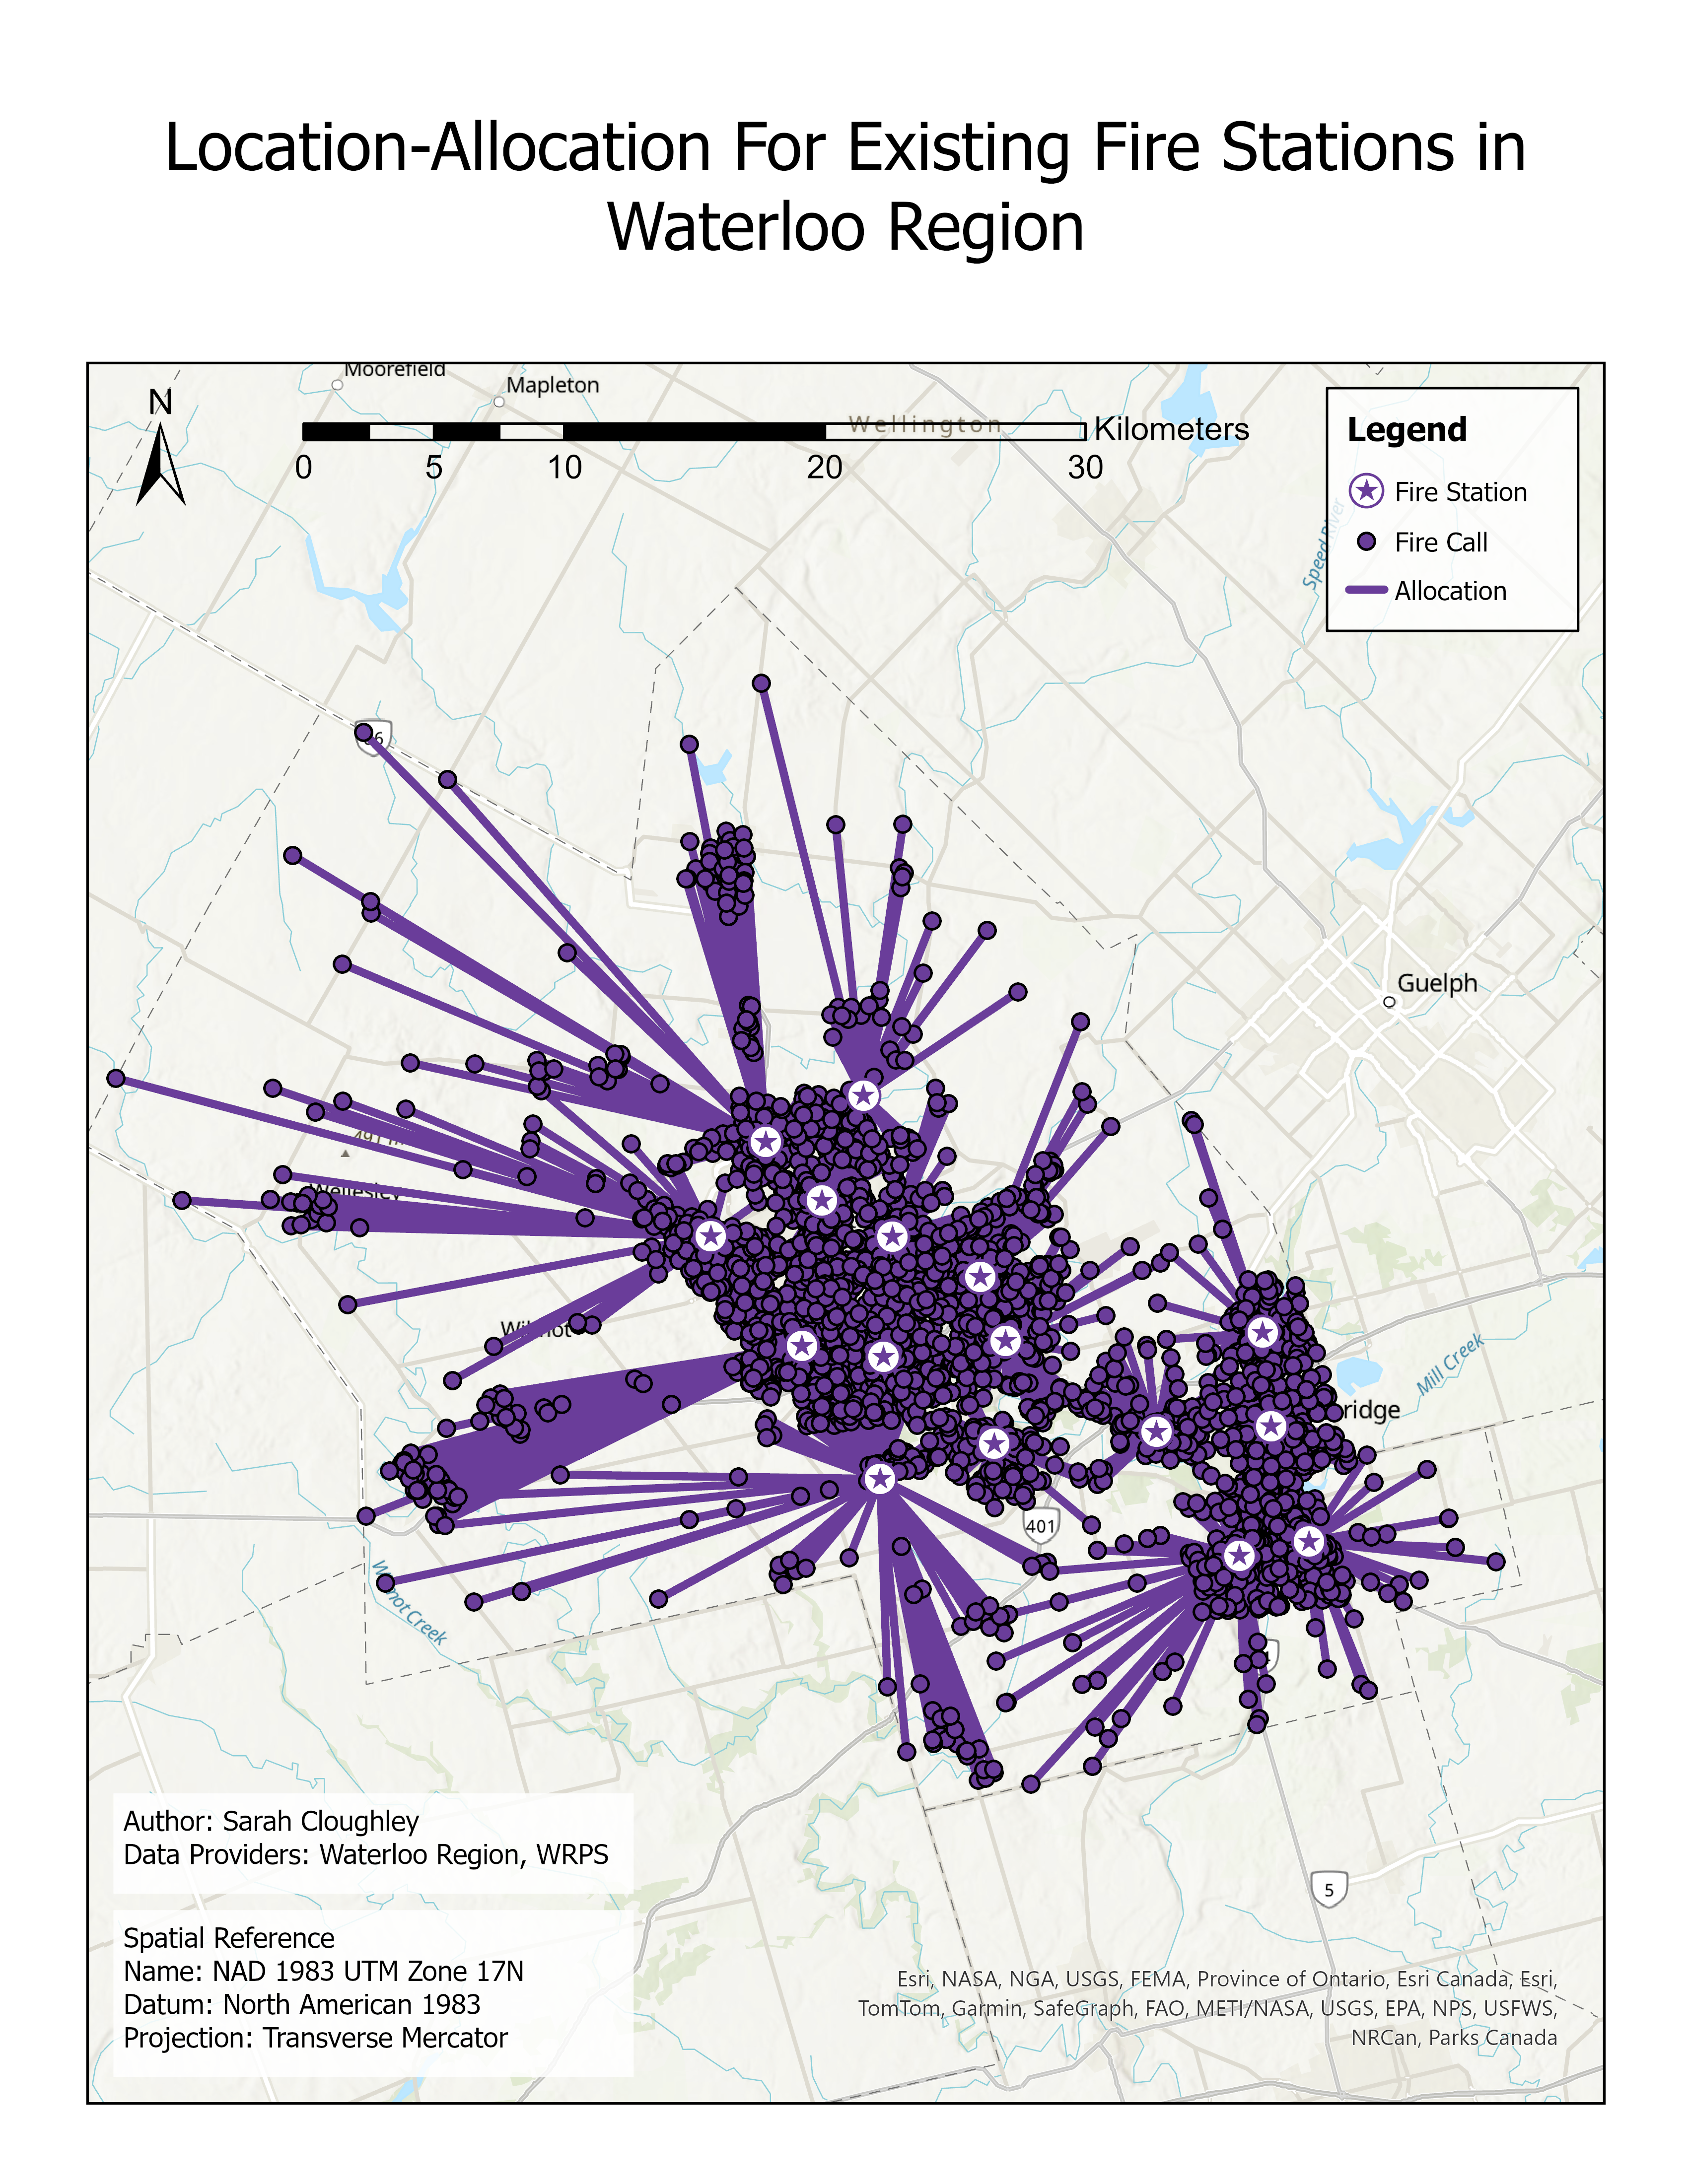 Location-Allocation For Existing Fire Stations in
Waterloo Region
Moorefield
Mapleton
N
Wellington
Kilometers
0 5 10 20 30
Legend
Fire Station
Fire Call
Allocation
Speed River
Guelph
Wellesley
Mill Creek
ridge
401
5
Author: Sarah Cloughley
Data Providers: Waterloo Region, WRPS
Spatial Reference
Name: NAD 1983 UTM Zone 17N
Datum: North American 1983
Projection: Transverse Mercator
Esri, NASA, NGA, USGS, FEMA, Province of Ontario, Esri Canada, Esri,
TomTom, Garmin, SafeGraph, FAO, METI/NASA, USGS, EPA, NPS, USFWS,
NRCan, Parks Canada